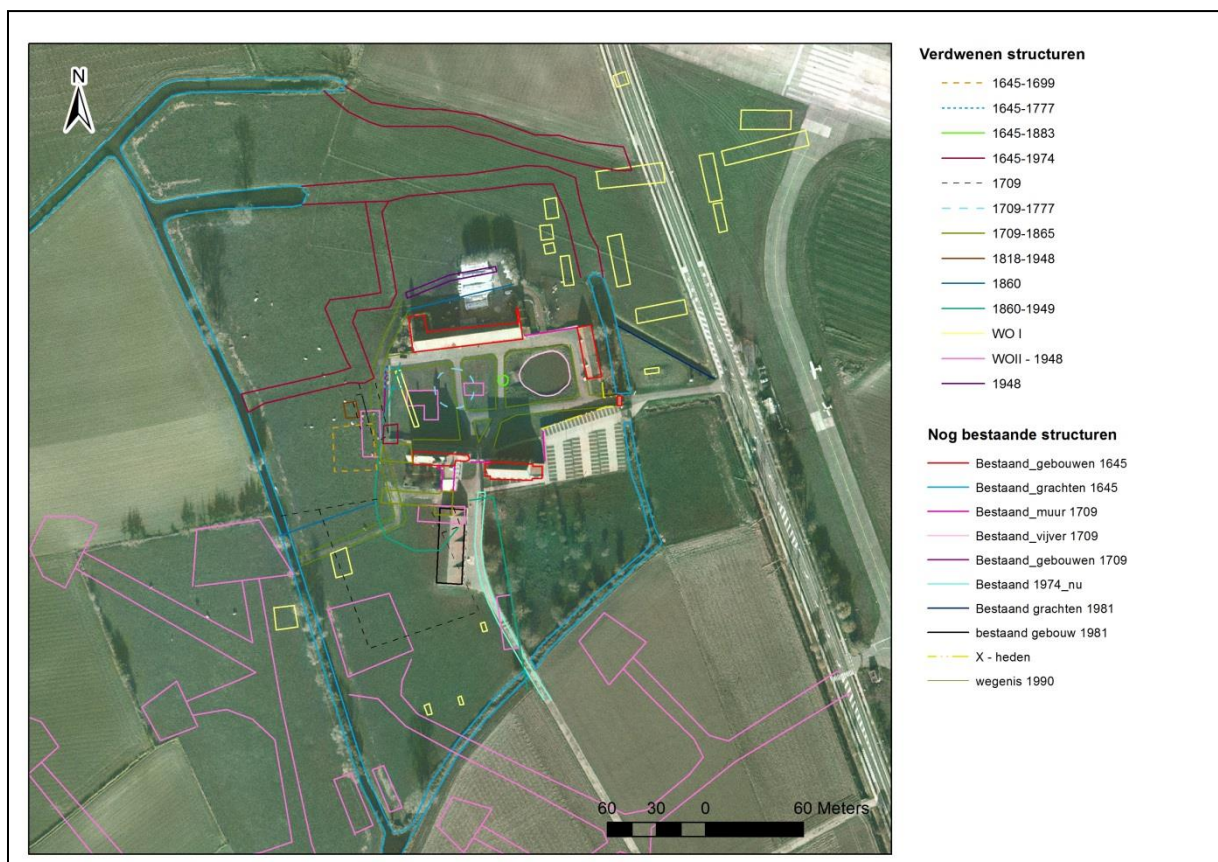 N
60 30 0 60 Meters
Verdwenen structuren
1645-1699
1645-1777
1645-1883
1645-1974
1709
1709-1777
1709-1865
1818-1948
1860
1860-1949
WO I
WOII - 1948
1948
Nog bestaande structuren
Bestaand_gebouwen 1645
Bestaand_grachten 1645
Bestaand_muur 1709
Bestaand_vijver 1709
Bestaand_gebouwen 1709
Bestaand 1974_nu
Bestaand grachten 1981
bestaand gebouw 1981
X - heden
wegenis 1990